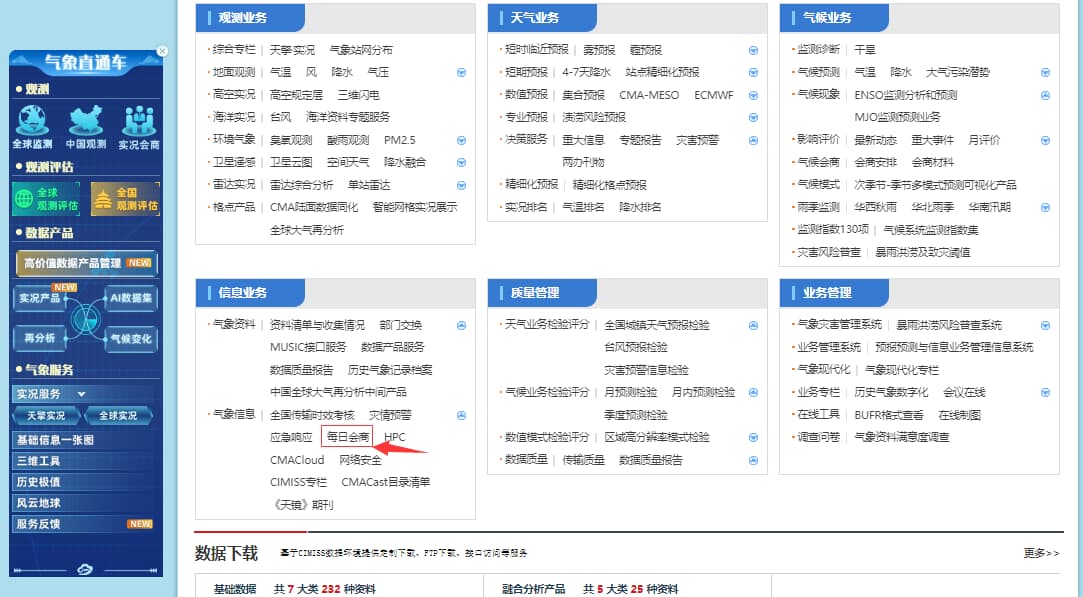 气象直通车
观测
全球监测 中国观测 实况会商
观测评估
全球
观测评估
全国
观测评估
数据产品
高价值数据产品管理 NEW
NEW
实况产品 AI数据集
再分析 气候变化
气象服务
实况服务
天擎实况 全球实况
基础信息一张图
三维工具
历史极值
风云地球
服务反馈 NEW
观测业务
综合专栏 | 天擎·实况 气象站网分布
地面观测 | 气温 风 降水 气压
高空实况 | 高空规定层 三维闪电
海洋实况 | 台风 海洋资料专题服务
环境气象 | 臭氧观测 酸雨观测 PM2.5
卫星遥感 | 卫星云图 空间天气 降水融合
雷达实况 | 雷达综合分析 单站雷达
格点产品 | CMA陆面数据同化 智能网格实况展示
全球大气再分析
天气业务
短时临近预报 | 雾预报 霾预报
短期预报 | 4-7天降水 站点精细化预报
数值预报 | 集合预报 CMA-MESO ECMWF
专业预报 | 渍涝风险预报
决策服务 | 重大信息 专题报告 灾害预警
两办刊物
精细化预报 | 精细化格点预报
实况排名 | 气温排名 降水排名
气候业务
监测诊断 | 干旱
气候预测 | 气温 降水 大气污染潜势
气候现象 | ENSO监测分析和预测
MJO监测预测业务
影响评价 | 最新动态 重大事件 月评价
气候会商 | 会商安排 会商材料
气候模式 | 次季节-季节多模式预测可视化产品
雨季监测 | 华西秋雨 华北雨季 华南汛期
监测指数130项 | 气候系统监测指数集
灾害风险普查 | 暴雨洪涝及致灾阈值
信息业务
气象资料 | 资料清单与收集情况 部门交换
MUSIC接口服务 数据产品服务
数据质量报告 历史气象记录档案
中国全球大气再分析中间产品
气象信息 | 全国传输时效考核 灾情预警
应急响应 每日会商 HPC
CMACloud 网络安全
CIMISS专栏 CMACast目录清单
《天镜》期刊
质量管理
天气业务检验评分 | 全国城镇天气预报检验
台风预报检验
灾害预警信息检验
气候业务检验评分 | 月预测检验 月内预测检验
季度预测检验
数值模式检验评分 | 区域高分辨率模式检验
数据质量 | 传输质量 数据质量报告
业务管理
气象灾害管理系统 | 暴雨洪涝风险普查系统
业务管理系统 | 预报预测与信息业务管理信息系统
气象现代化 | 气象现代化专栏
业务专栏 | 历史气象数字化 会议在线
在线工具 | BUFR格式查看 在线制图
调查问卷 | 气象资料满意度调查
数据下载 基于CIMISS数据环境提供定制下载、FTP下载、接口访问等服务 更多>>
基础数据 共 7 大类 232 种资料
融合分析产品 共 5 大类 25 种资料